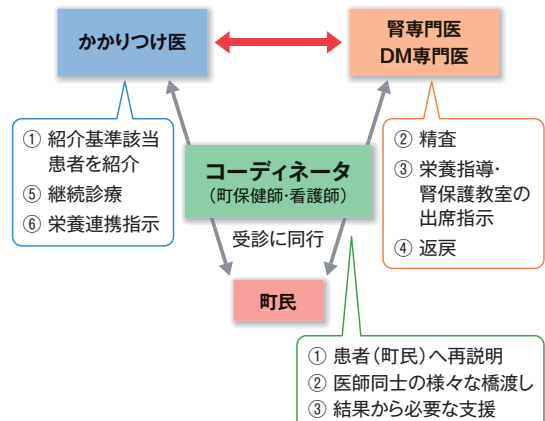 かかりつけ医
腎専門医
DM専門医
① 紹介基準該当
患者を紹介
⑤ 継続診療
⑥ 栄養連携指示
② 精査
③ 栄養指導・
腎保護教室の
出席指示
④ 返戻
コーディネータ
（町保健師・看護師）
受診に同行
町民
① 患者（町民）へ再説明
② 医師同士の様々な橋渡し
③ 結果から必要な支援